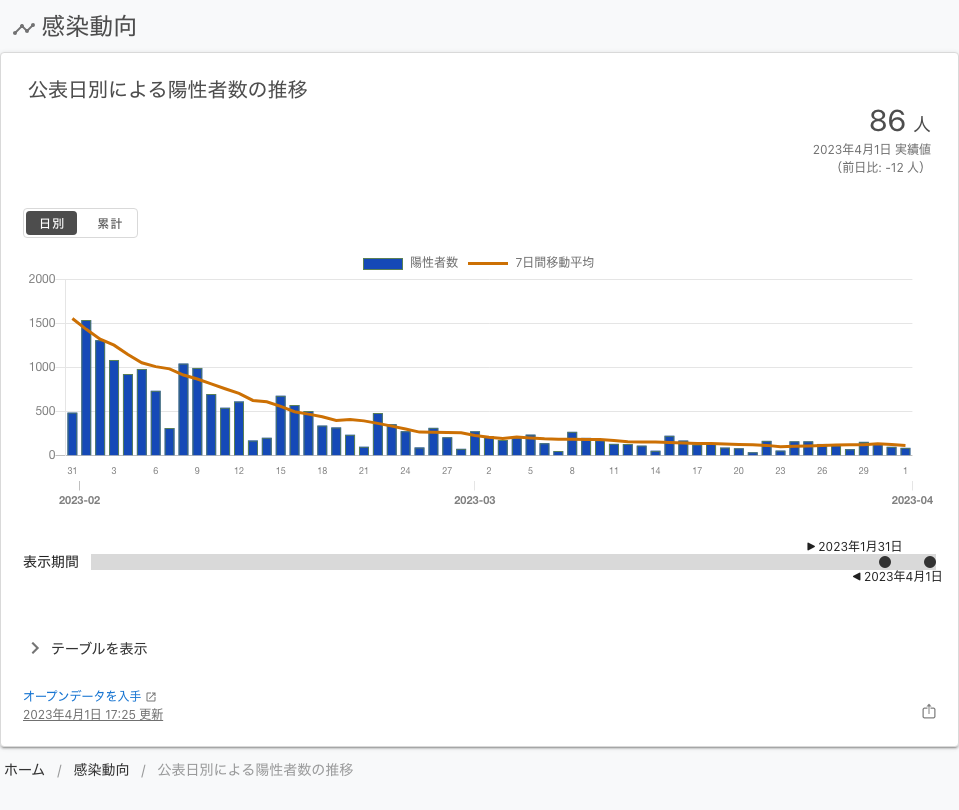 感染動向
公表日別による陽性者数の推移
86 人
2023年4月1日 実績値
（前日比: -12 人）
日別 累計
陽性者数 7日間移動平均
2000
1500
1000
500
0
31 3 6 9 12 15 18 21 24 27 2 5 8 11 14 17 20 23 26 29 1
2023-02 2023-03 2023-04
2023年1月31日
表示期間
2023年4月1日
テーブルを表示
オープンデータを入手
2023年4月1日 17:25 更新
ホーム / 感染動向 / 公表日別による陽性者数の推移